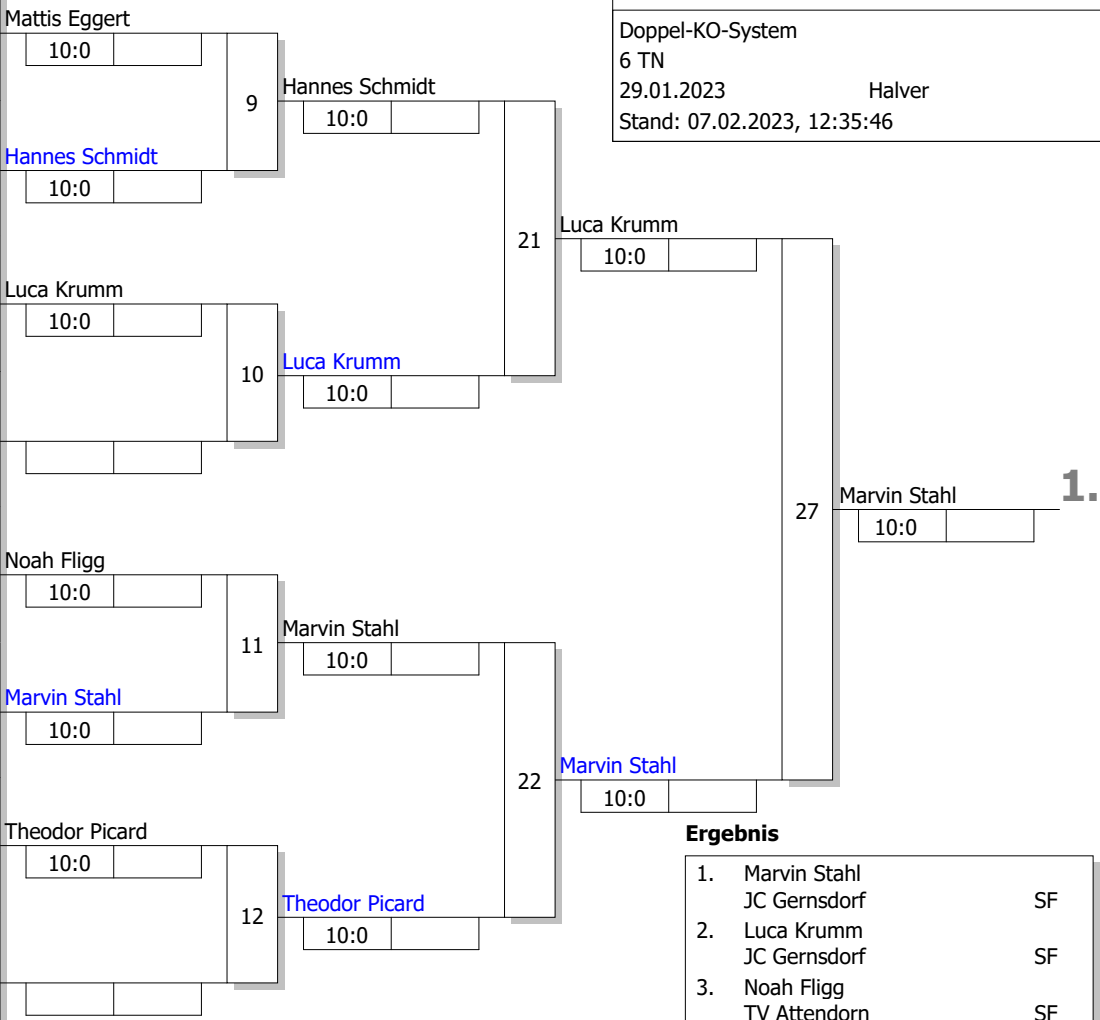 Mattis Eggert
10:0
9
Hannes Schmidt
10:0
Hannes Schmidt
10:0
Doppel-KO-System
6 TN
29.01.2023 Halver
Stand: 07.02.2023, 12:35:46
21
Luca Krumm
10:0
Luca Krumm
10:0
10
Luca Krumm
10:0
27
Marvin Stahl
1.
10:0
Noah Fligg
10:0
11
Marvin Stahl
10:0
Marvin Stahl
10:0
22
Marvin Stahl
10:0
Theodor Picard
10:0
12
Theodor Picard
10:0
Ergebnis
1. Marvin Stahl
JC Gernsdorf SF
2. Luca Krumm
JC Gernsdorf SF
3. Noah Fligg
TV Attendorn SF